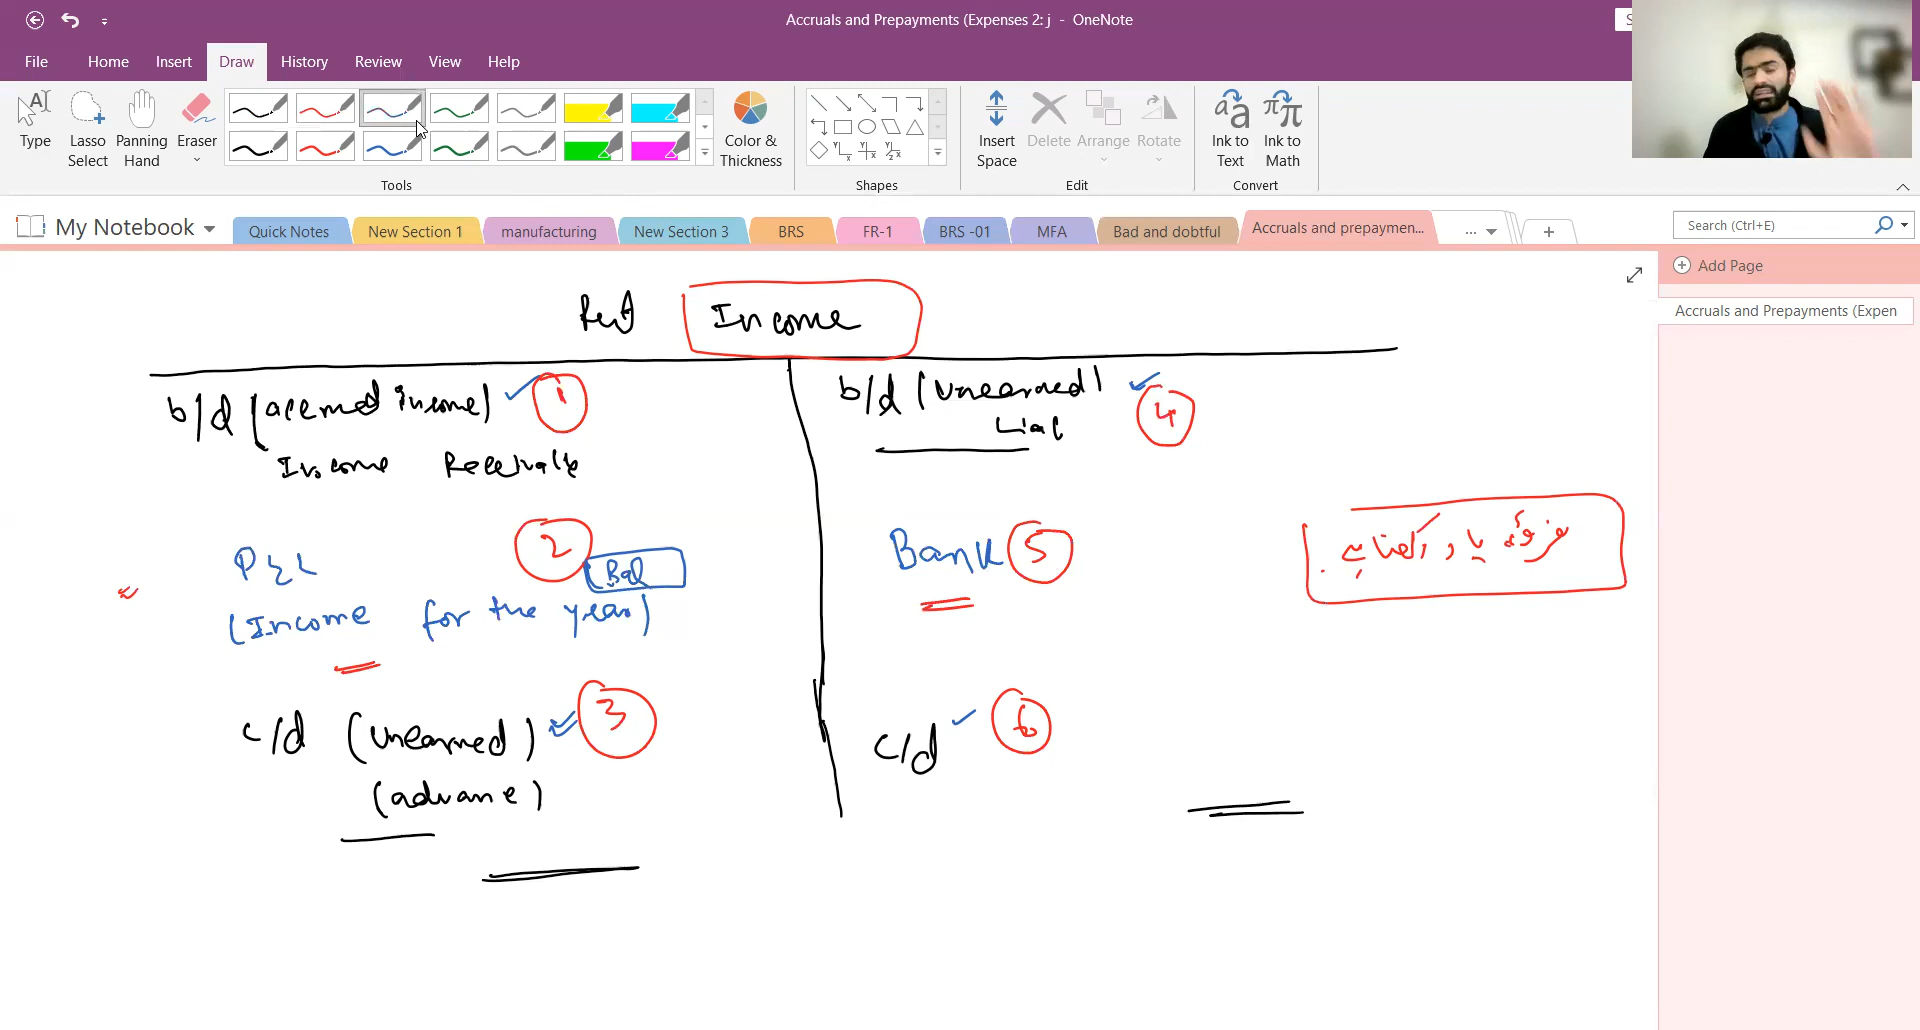 Accruals and Prepayments (Expenses 2: j - OneNote
File Home Insert Draw History Review View Help
Type
Lasso Select
Panning Hand
Eraser
Color & Thickness
Insert Space
Delete
Arrange
Rotate
Ink to Text
Ink to Math
Tools
Shapes
Edit
Convert
My Notebook
Quick Notes
New Section 1
manufacturing
New Section 3
BRS
FR-1
BRS -01
MFA
Bad and doubtful
Accruals and prepaymen...
...
Search (Ctrl+E)
Add Page
Accruals and Prepayments (Expen
Rent Income
b/d (accrued income) 1
Income Receivable
P&L 2
Bal
(Income for the year)
c/d (unearned) 3
(advance)
b/d (unearned) 4
Liab
Bank 5
c/d 6